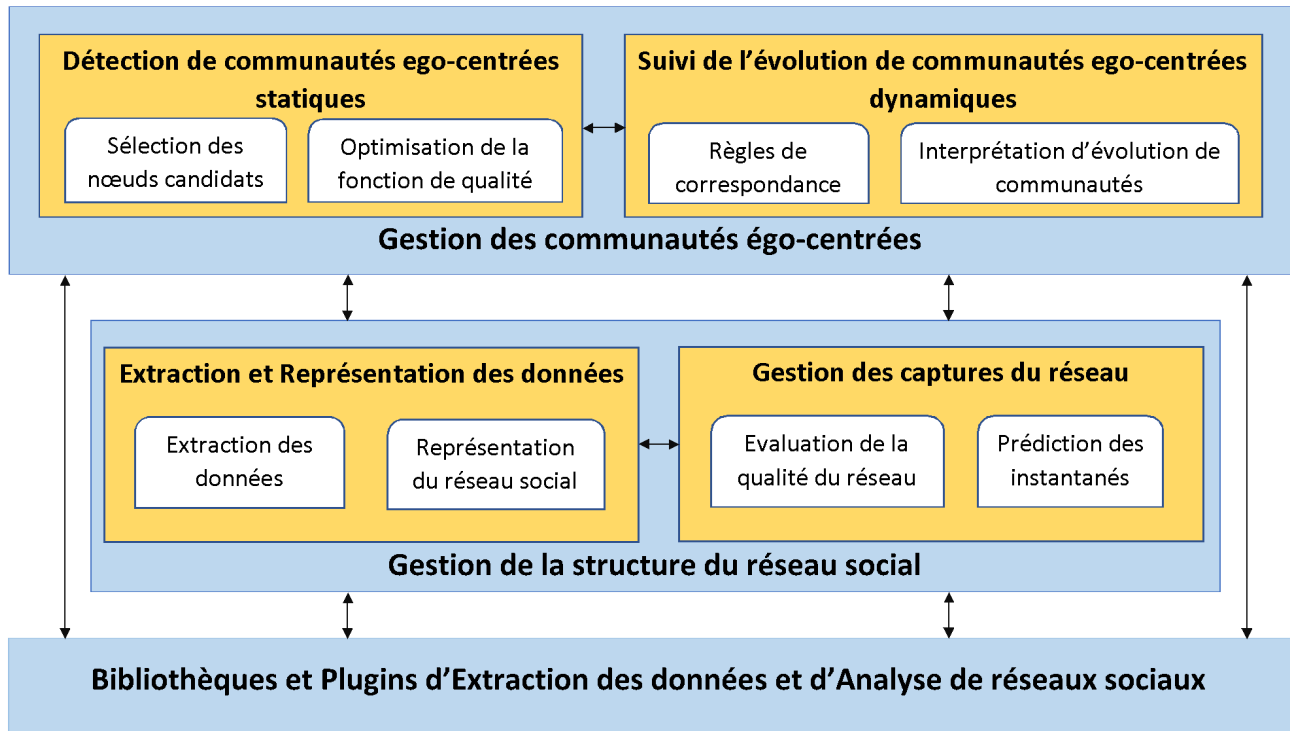 Détection de communautés ego-centrées
statiques
Sélection des
nœuds candidats
Optimisation de la
fonction de qualité
Suivi de l'évolution de communautés ego-centrées
dynamiques
Règles de
correspondance
Interprétation d'évolution de
communautés
Gestion des communautés égo-centrées
Extraction et Représentation des données
Extraction des
données
Représentation
du réseau social
Gestion des captures du réseau
Evaluation de la
qualité du réseau
Prédiction des
instantanés
Gestion de la structure du réseau social
Bibliothèques et Plugins d'Extraction des données et d'Analyse de réseaux sociaux